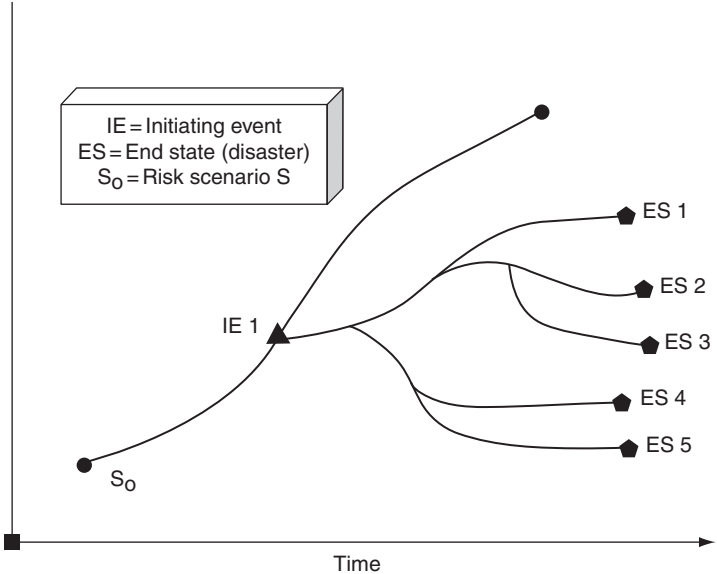 IE = Initiating event
ES = End state (disaster)
So = Risk scenario S
ES 1
ES 2
IE 1
ES 3
ES 4
ES 5
So
Time